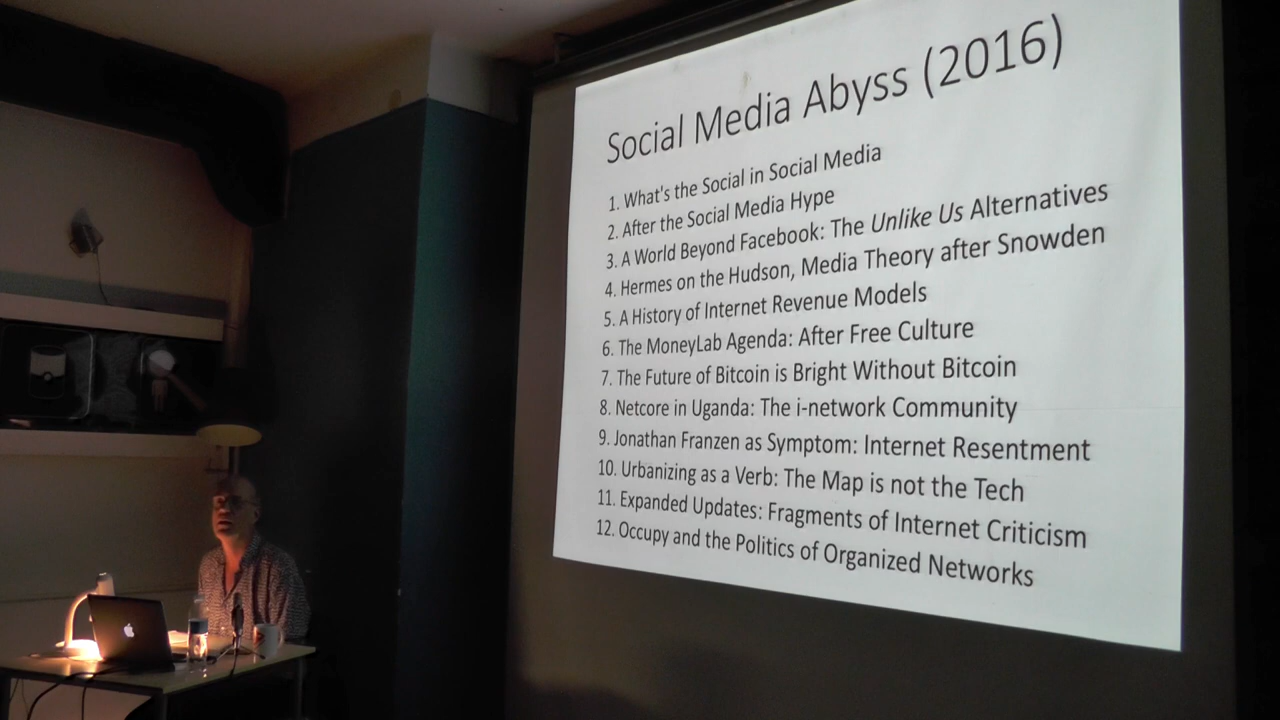 Social Media Abyss (2016)
1. What's the Social in Social Media
2. After the Social Media Hype
3. A World Beyond Facebook: The Unlike Us Alternatives
4. Hermes on the Hudson, Media Theory after Snowden
5. A History of Internet Revenue Models
6. The MoneyLab Agenda: After Free Culture
7. The Future of Bitcoin is Bright Without Bitcoin
8. Netcore in Uganda: The i-network Community
9. Jonathan Franzen as Symptom: Internet Resentment
10. Urbanizing as a Verb: The Map is not the Tech
11. Expanded Updates: Fragments of Internet Criticism
12. Occupy and the Politics of Organized Networks